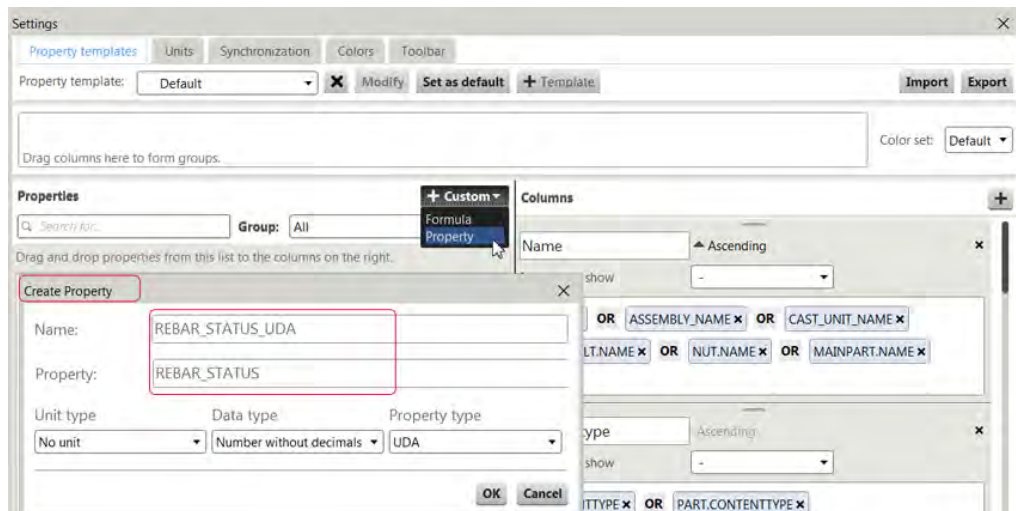 Settings
Property templates Units Synchronization Colors Toolbar
Property template: Default Modify Set as default + Template Import Export
Drag columns here to form groups. Color set: Default
Properties + Custom Columns +
Search for... Group: All Formula
Property
Name Ascending
Drag and drop properties from this list to the columns on the right.
show -
Create Property
Name: REBAR_STATUS_UDA
OR ASSEMBLY_NAME OR CAST_UNIT_NAME
LT.NAME OR NUT.NAME OR MAINPART.NAME
Property: REBAR_STATUS
Unit type Data type Property type
No unit Number without decimals UDA
ype Ascending
show -
OK Cancel
ITTYPE OR PART.CONTENTTYPE